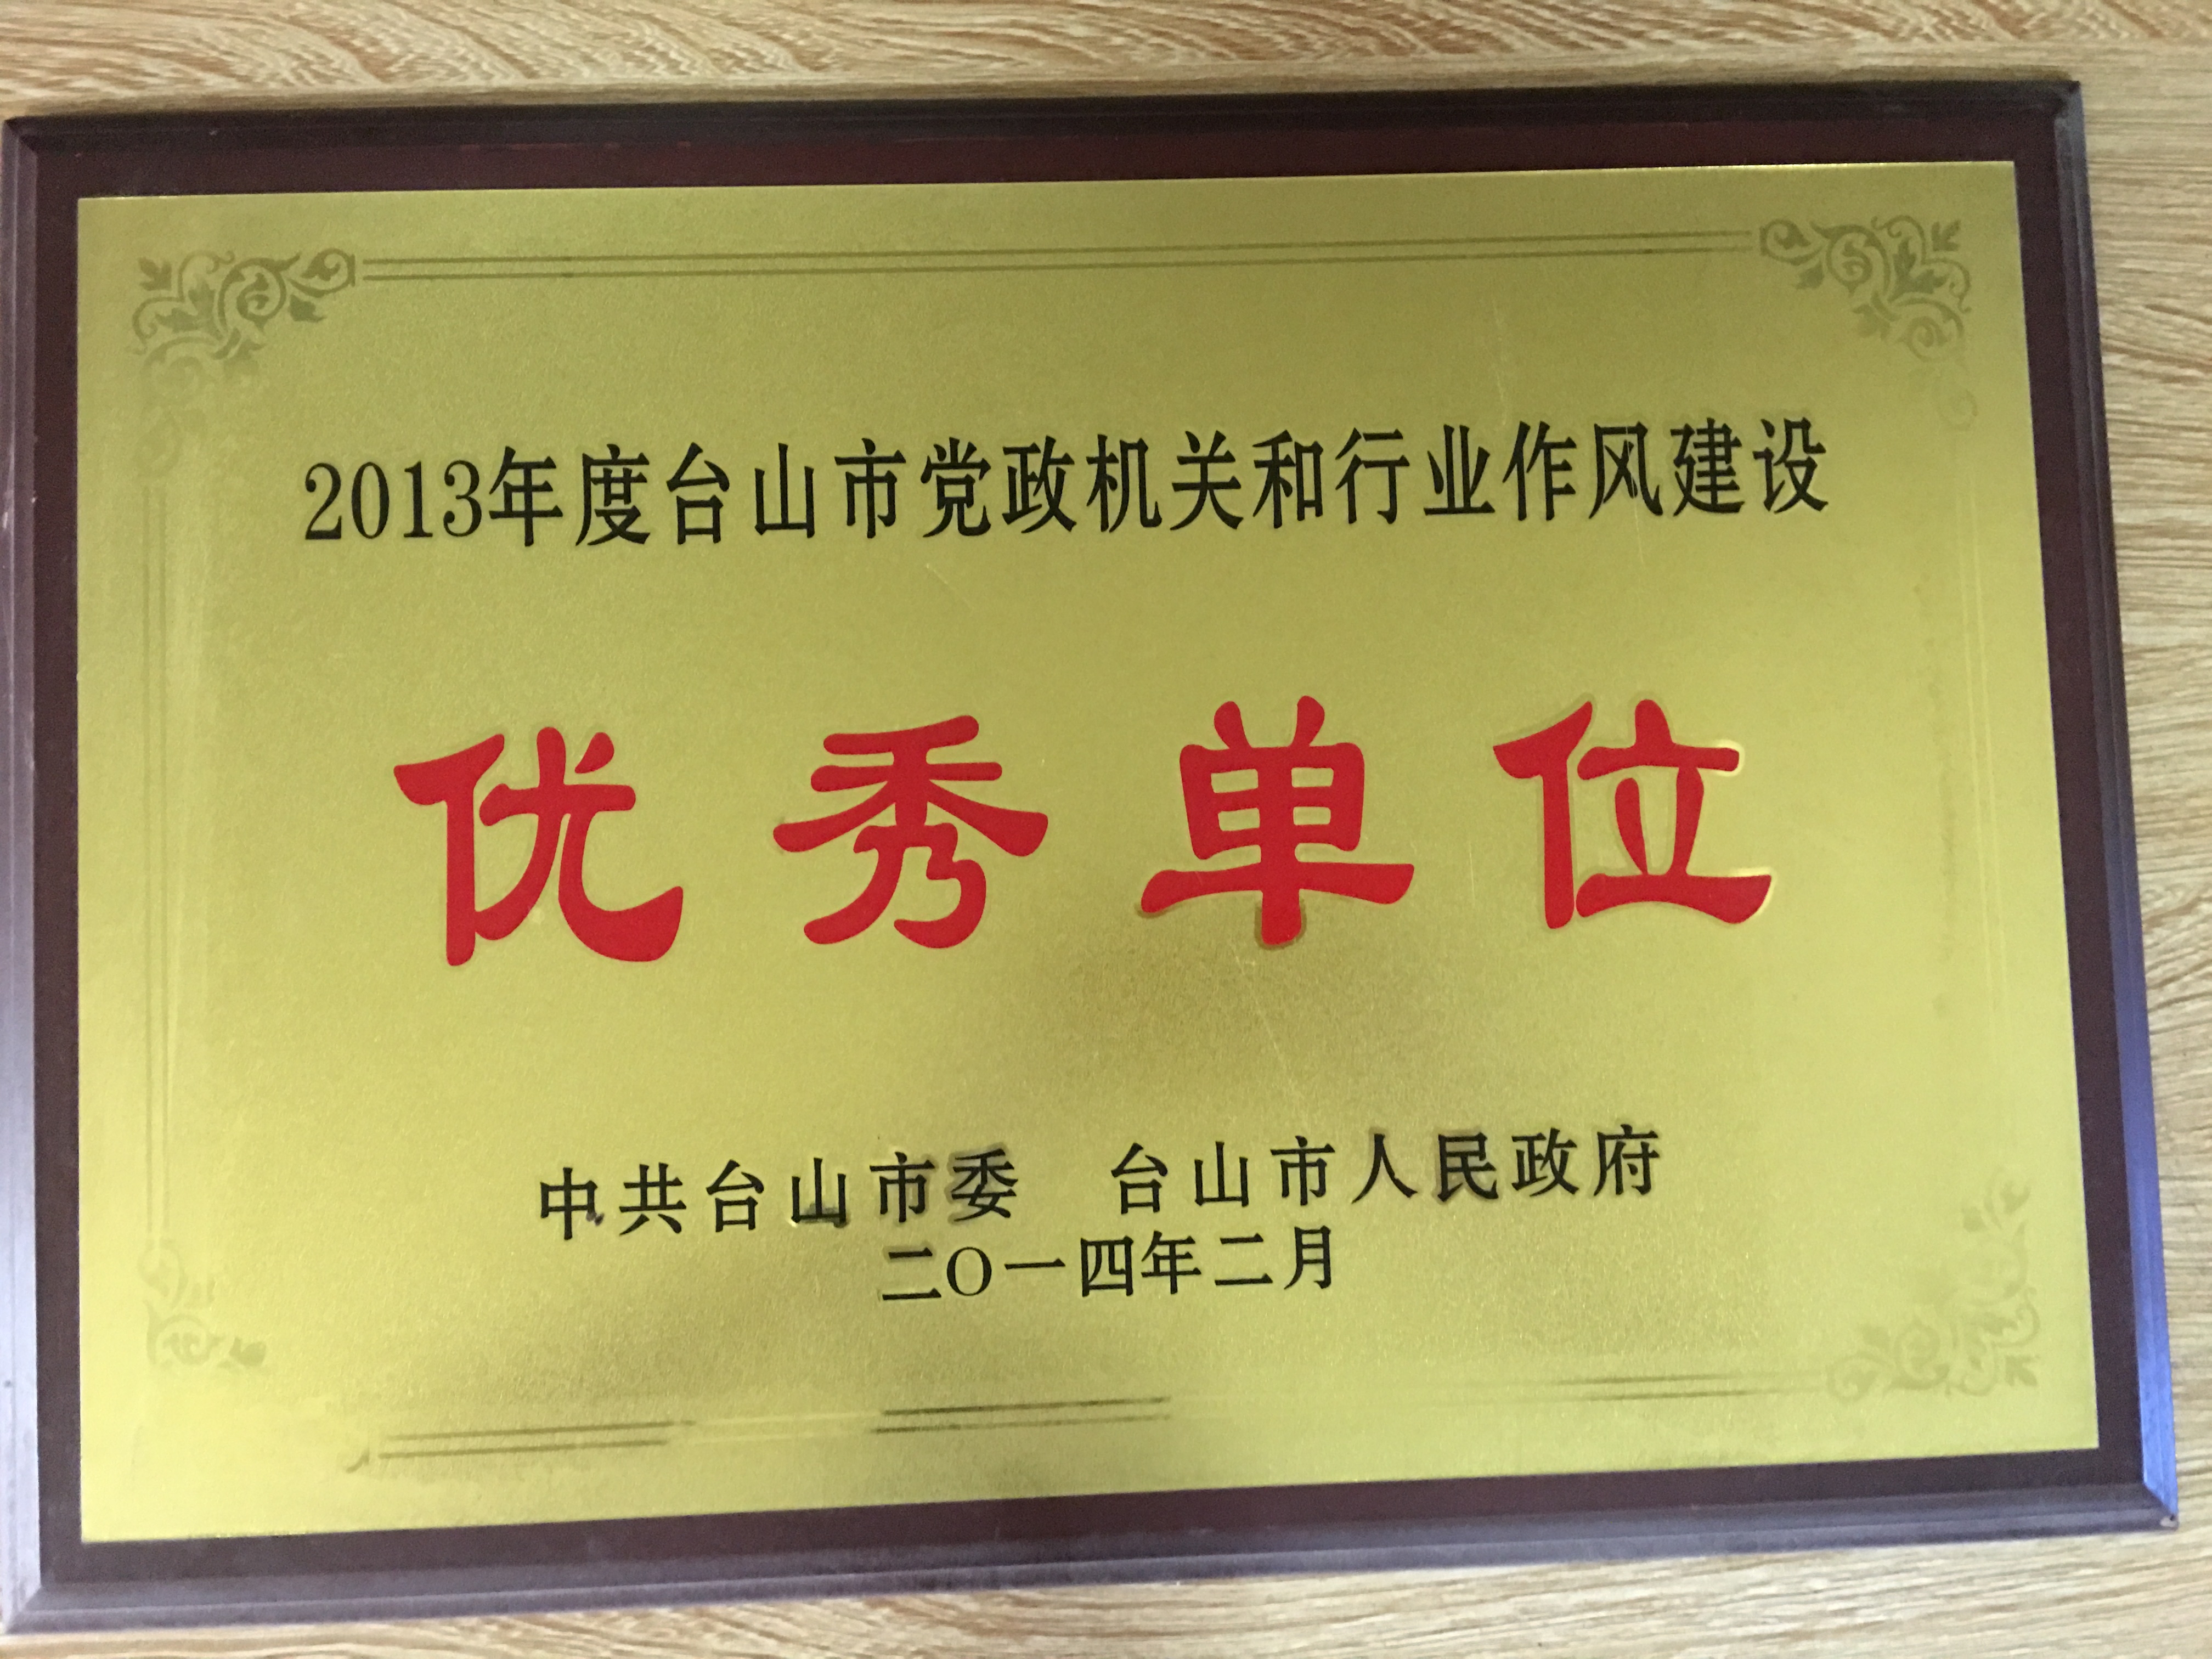 2013年度台山市党政机关和行业作风建设
优秀单位
中共台山市委　台山市人民政府
二〇一四年二月